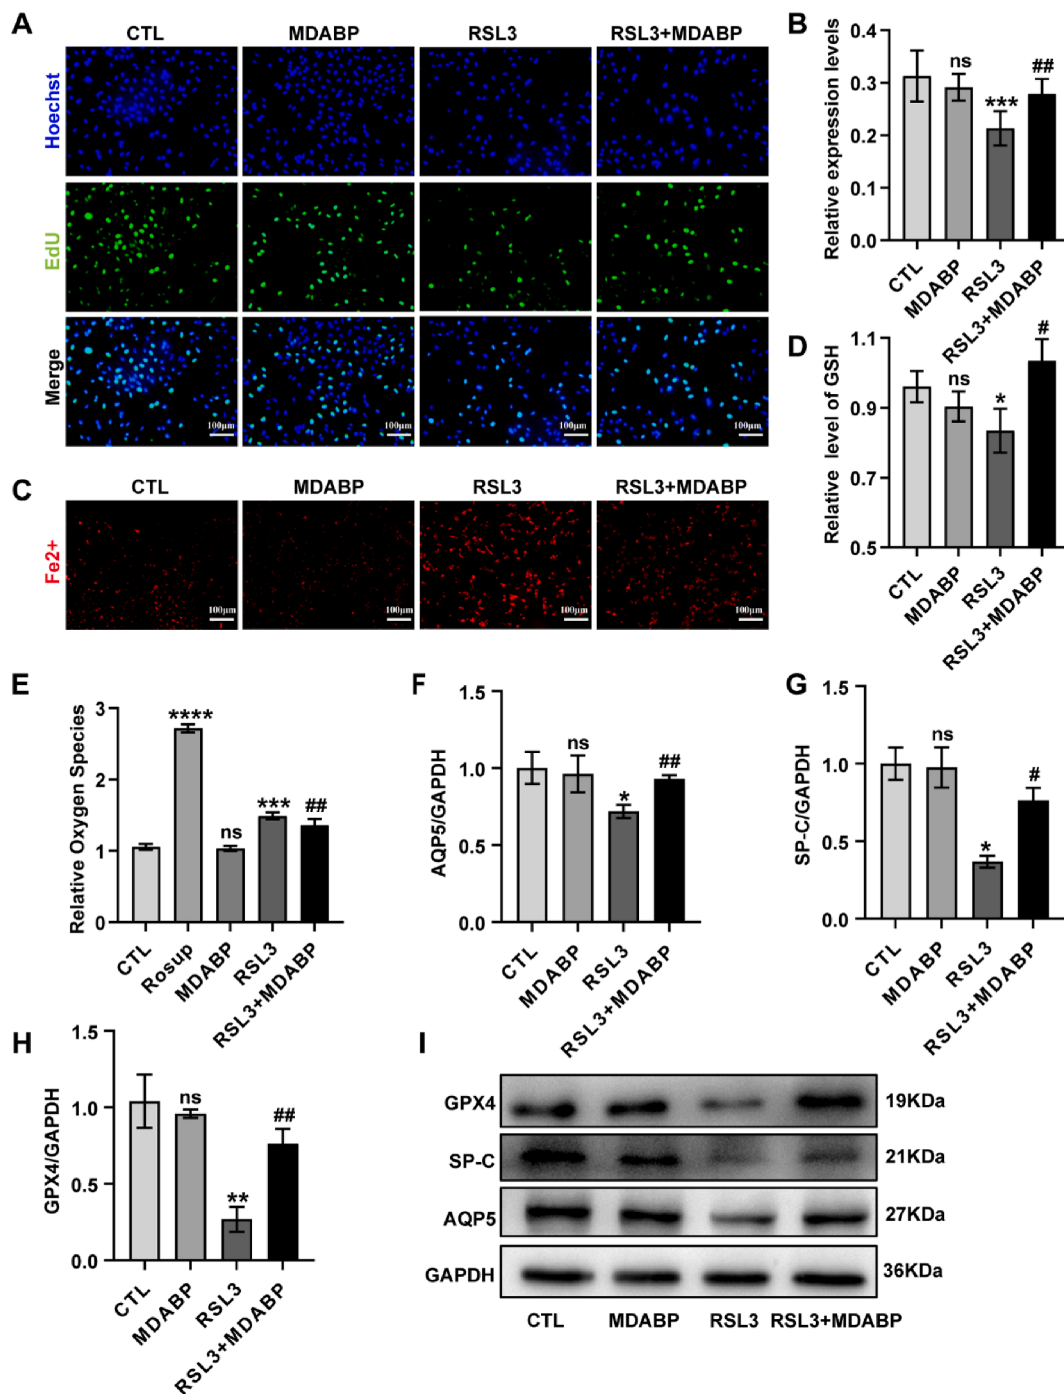 A
CTL MDABP RSL3 RSL3+MDABP
Hoechst
EdU
Merge
100μm 100μm 100μm 100μm
B
Relative expression levels
0.4
0.3
0.2
0.1
0.0
ns
***
##
CTL MDABP RSL3 RSL3+MDABP
C
CTL MDABP RSL3 RSL3+MDABP
Fe2+
100μm 100μm 100μm 100μm
D
Relative level of GSH
1.1
0.9
0.7
0.5
ns
*
#
CTL MDABP RSL3 RSL3+MDABP
E
Relative Oxygen Species
3
2
1
0
****
ns
***
##
CTL Rosup MDABP RSL3 RSL3+MDABP
F
AQP5/GAPDH
1.5
1.0
0.5
0.0
ns
*
##
CTL MDABP RSL3 RSL3+MDABP
G
SP-C/GAPDH
1.5
1.0
0.5
0.0
ns
*
#
CTL MDABP RSL3 RSL3+MDABP
H
GPX4/GAPDH
1.5
1.0
0.5
0.0
ns
**
##
CTL MDABP RSL3 RSL3+MDABP
I
GPX4 19KDa
SP-C 21KDa
AQP5 27KDa
GAPDH 36KDa
CTL MDABP RSL3 RSL3+MDABP